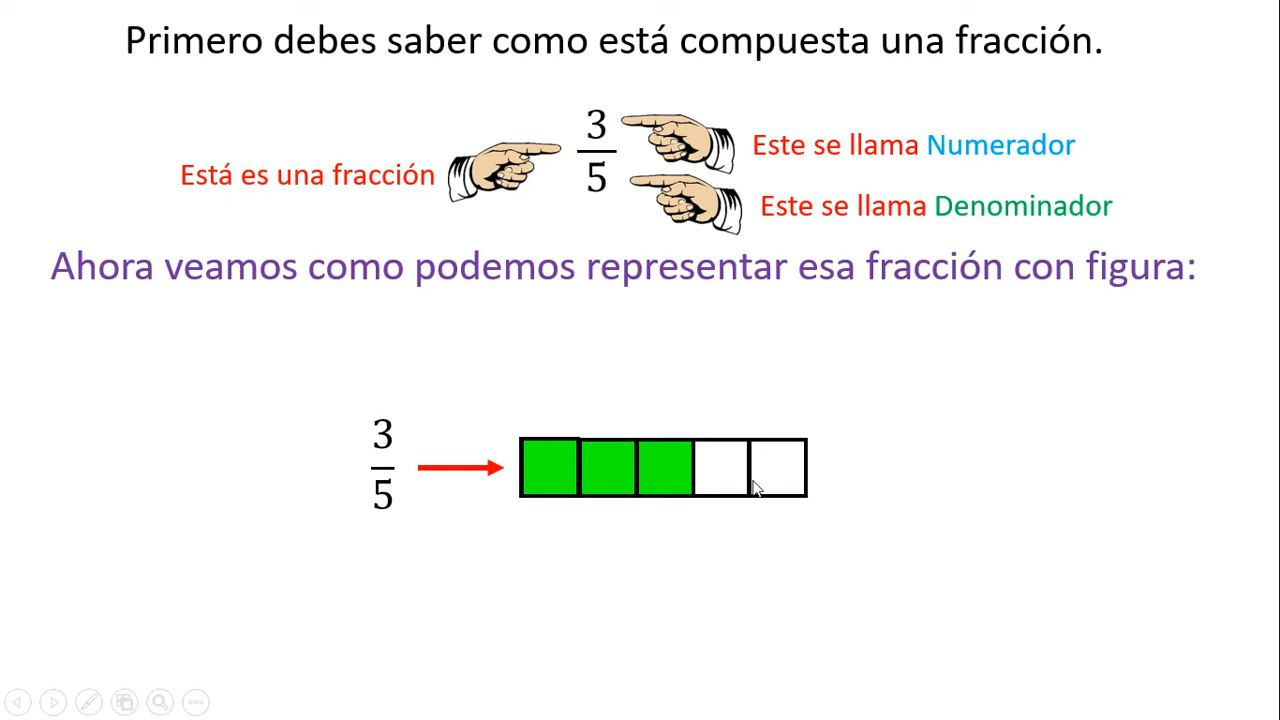 Primero debes saber como está compuesta una fracción.
3
5
Está es una fracción
Este se llama Numerador
Este se llama Denominador
Ahora veamos como podemos representar esa fracción con figura:
3
5